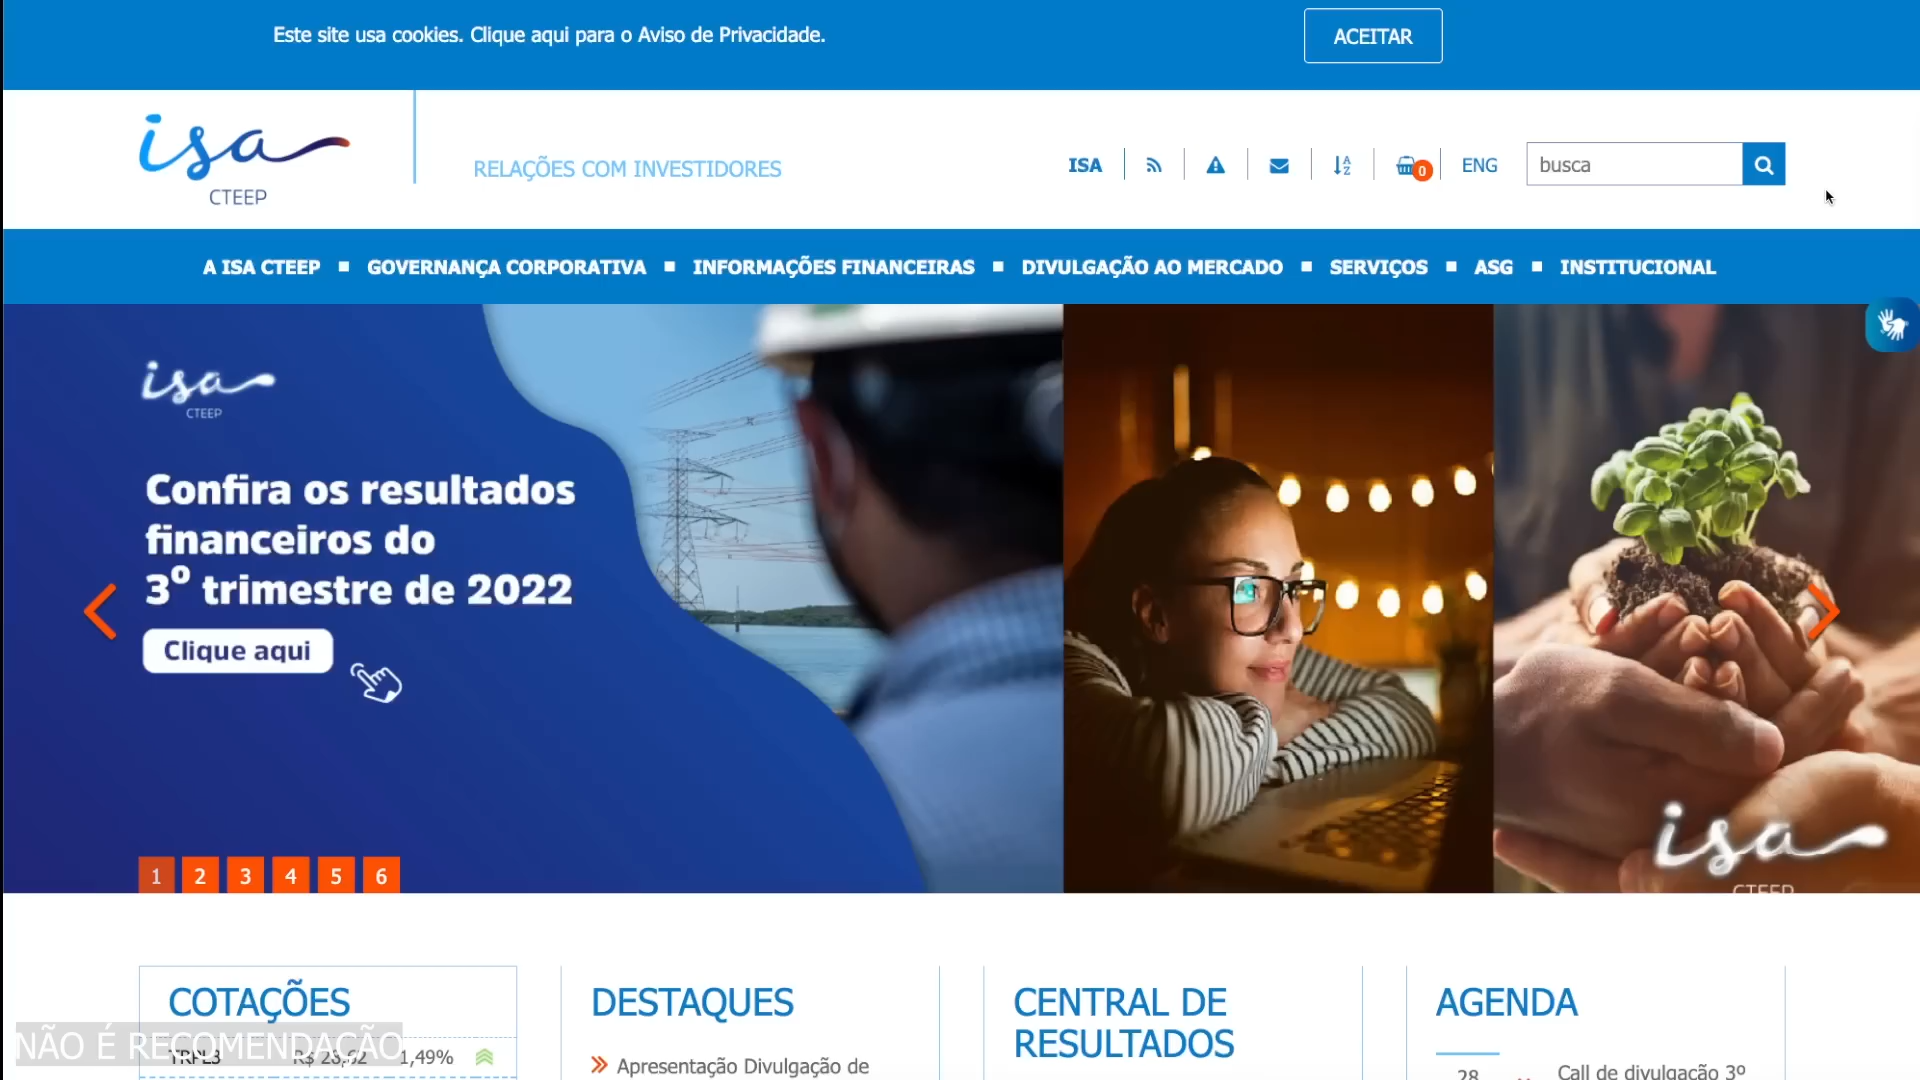 Este site usa cookies. Clique aqui para o Aviso de Privacidade.
ACEITAR
isa
CTEEP
RELAÇÕES COM INVESTIDORES
ISA
0
ENG
busca
A ISA CTEEP
GOVERNANÇA CORPORATIVA
INFORMAÇÕES FINANCEIRAS
DIVULGAÇÃO AO MERCADO
SERVIÇOS
ASG
INSTITUCIONAL
isa
CTEEP
Confira os resultados
financeiros do
3º trimestre de 2022
Clique aqui
isa
CTEEP
1 2 3 4 5 6
COTAÇÕES
NÃO É RECOMENDAÇÃO
1,49%
DESTAQUES
Apresentação Divulgação de
CENTRAL DE
RESULTADOS
AGENDA
28
Call de divulgação 3º